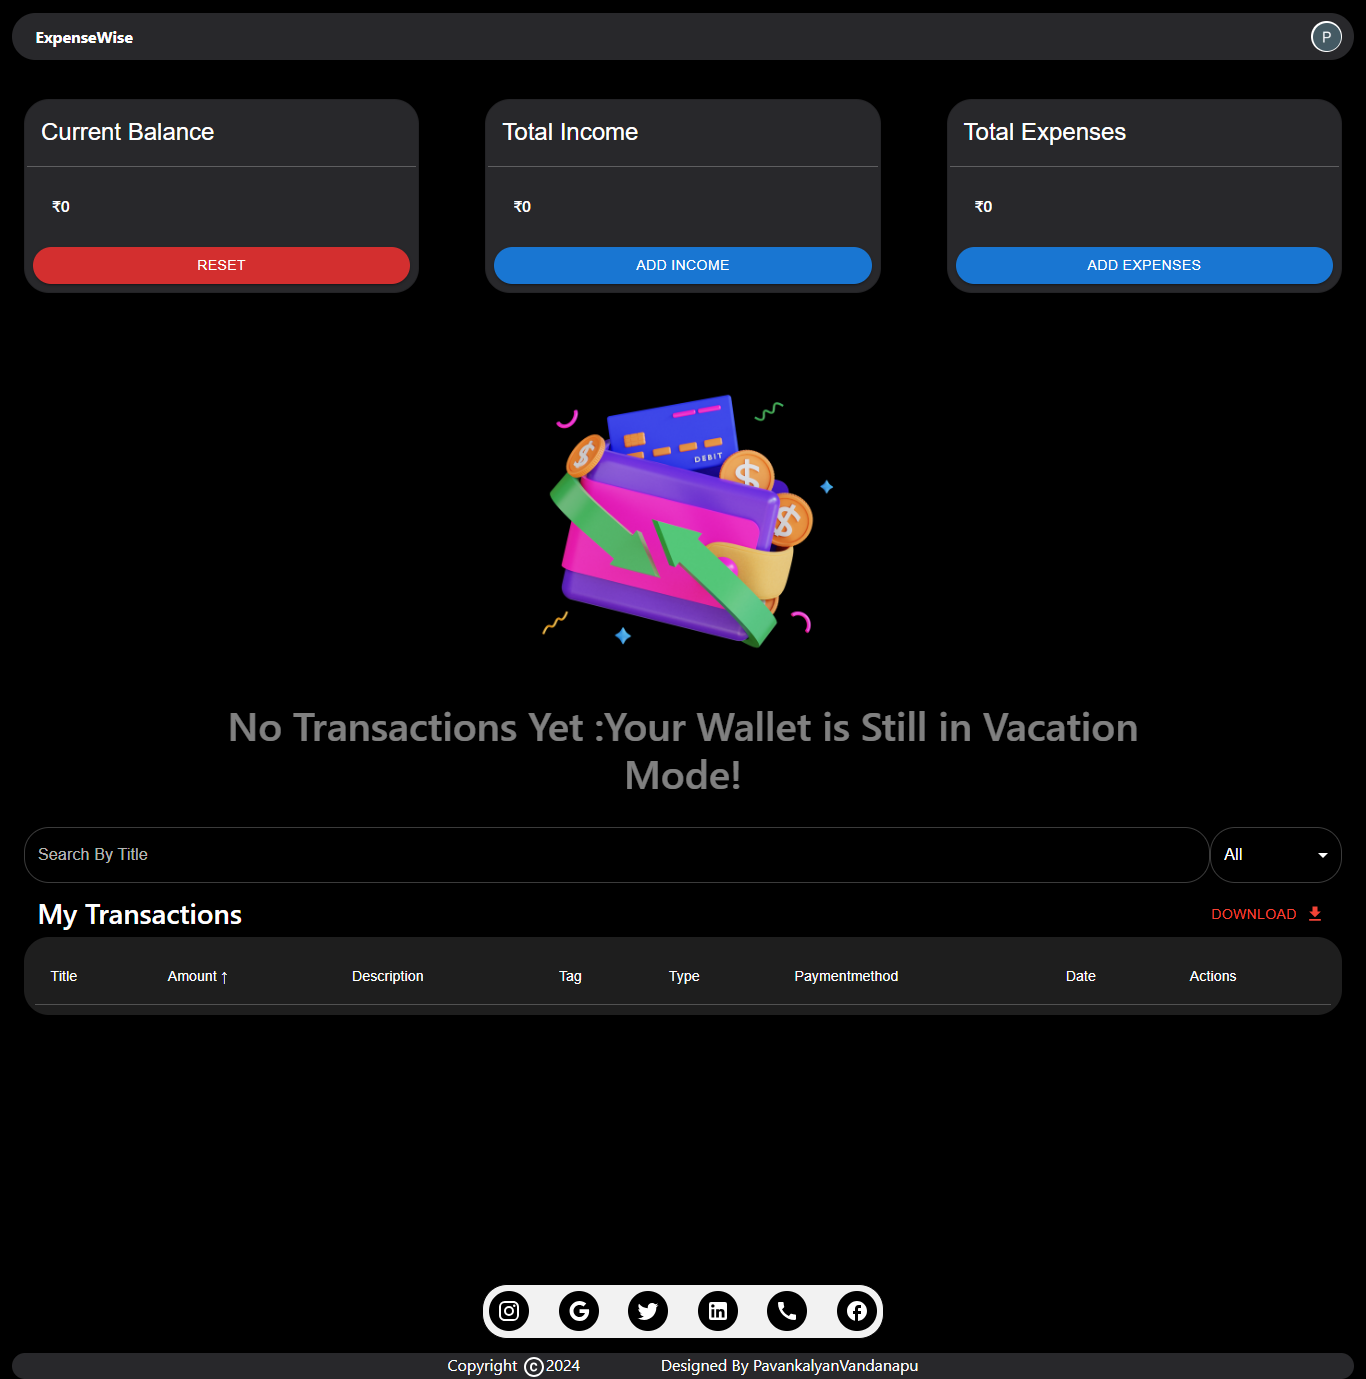 ExpenseWise
P
Current Balance
Total Income
Total Expenses
₹0
₹0
₹0
RESET
ADD INCOME
ADD EXPENSES
DEBIT
$
$
$
No Transactions Yet :Your Wallet is Still in Vacation
Mode!
Search By Title
All
My Transactions
DOWNLOAD
Title Amount ↑ Description Tag Type Paymentmethod Date Actions
Copyright ©2024 Designed By PavankalyanVandanapu